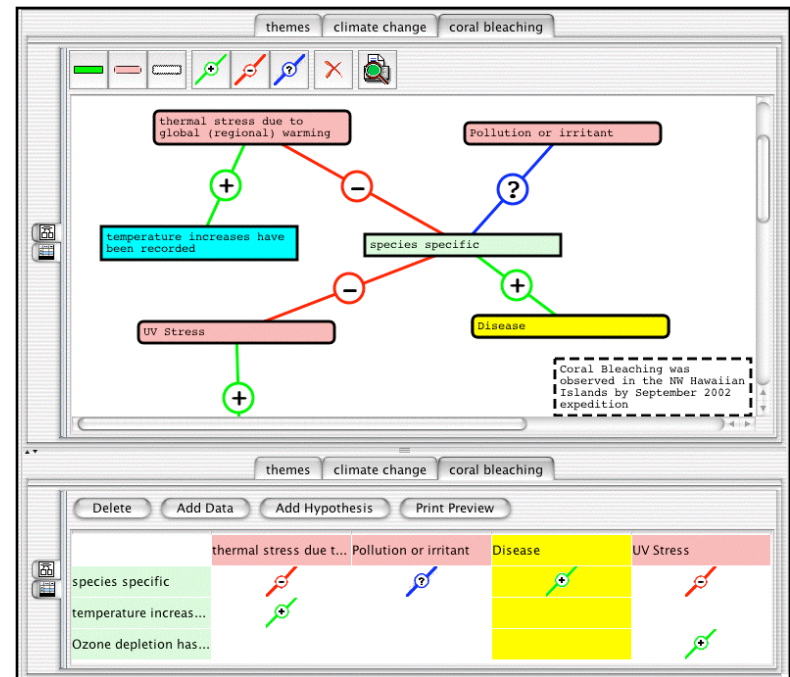 themes climate change coral bleaching
+ - ?
thermal stress due to
global (regional) warming
Pollution or irritant
+ - ?
temperature increases have
been recorded
species specific
- +
UV Stress
Disease
+
Coral Bleaching was
observed in the NW Hawaiian
Islands by September 2002
expedition
themes climate change coral bleaching
Delete Add Data Add Hypothesis Print Preview
thermal stress due t... Pollution or irritant Disease UV Stress
species specific - ? + -
temperature increas... +
Ozone depletion has... +